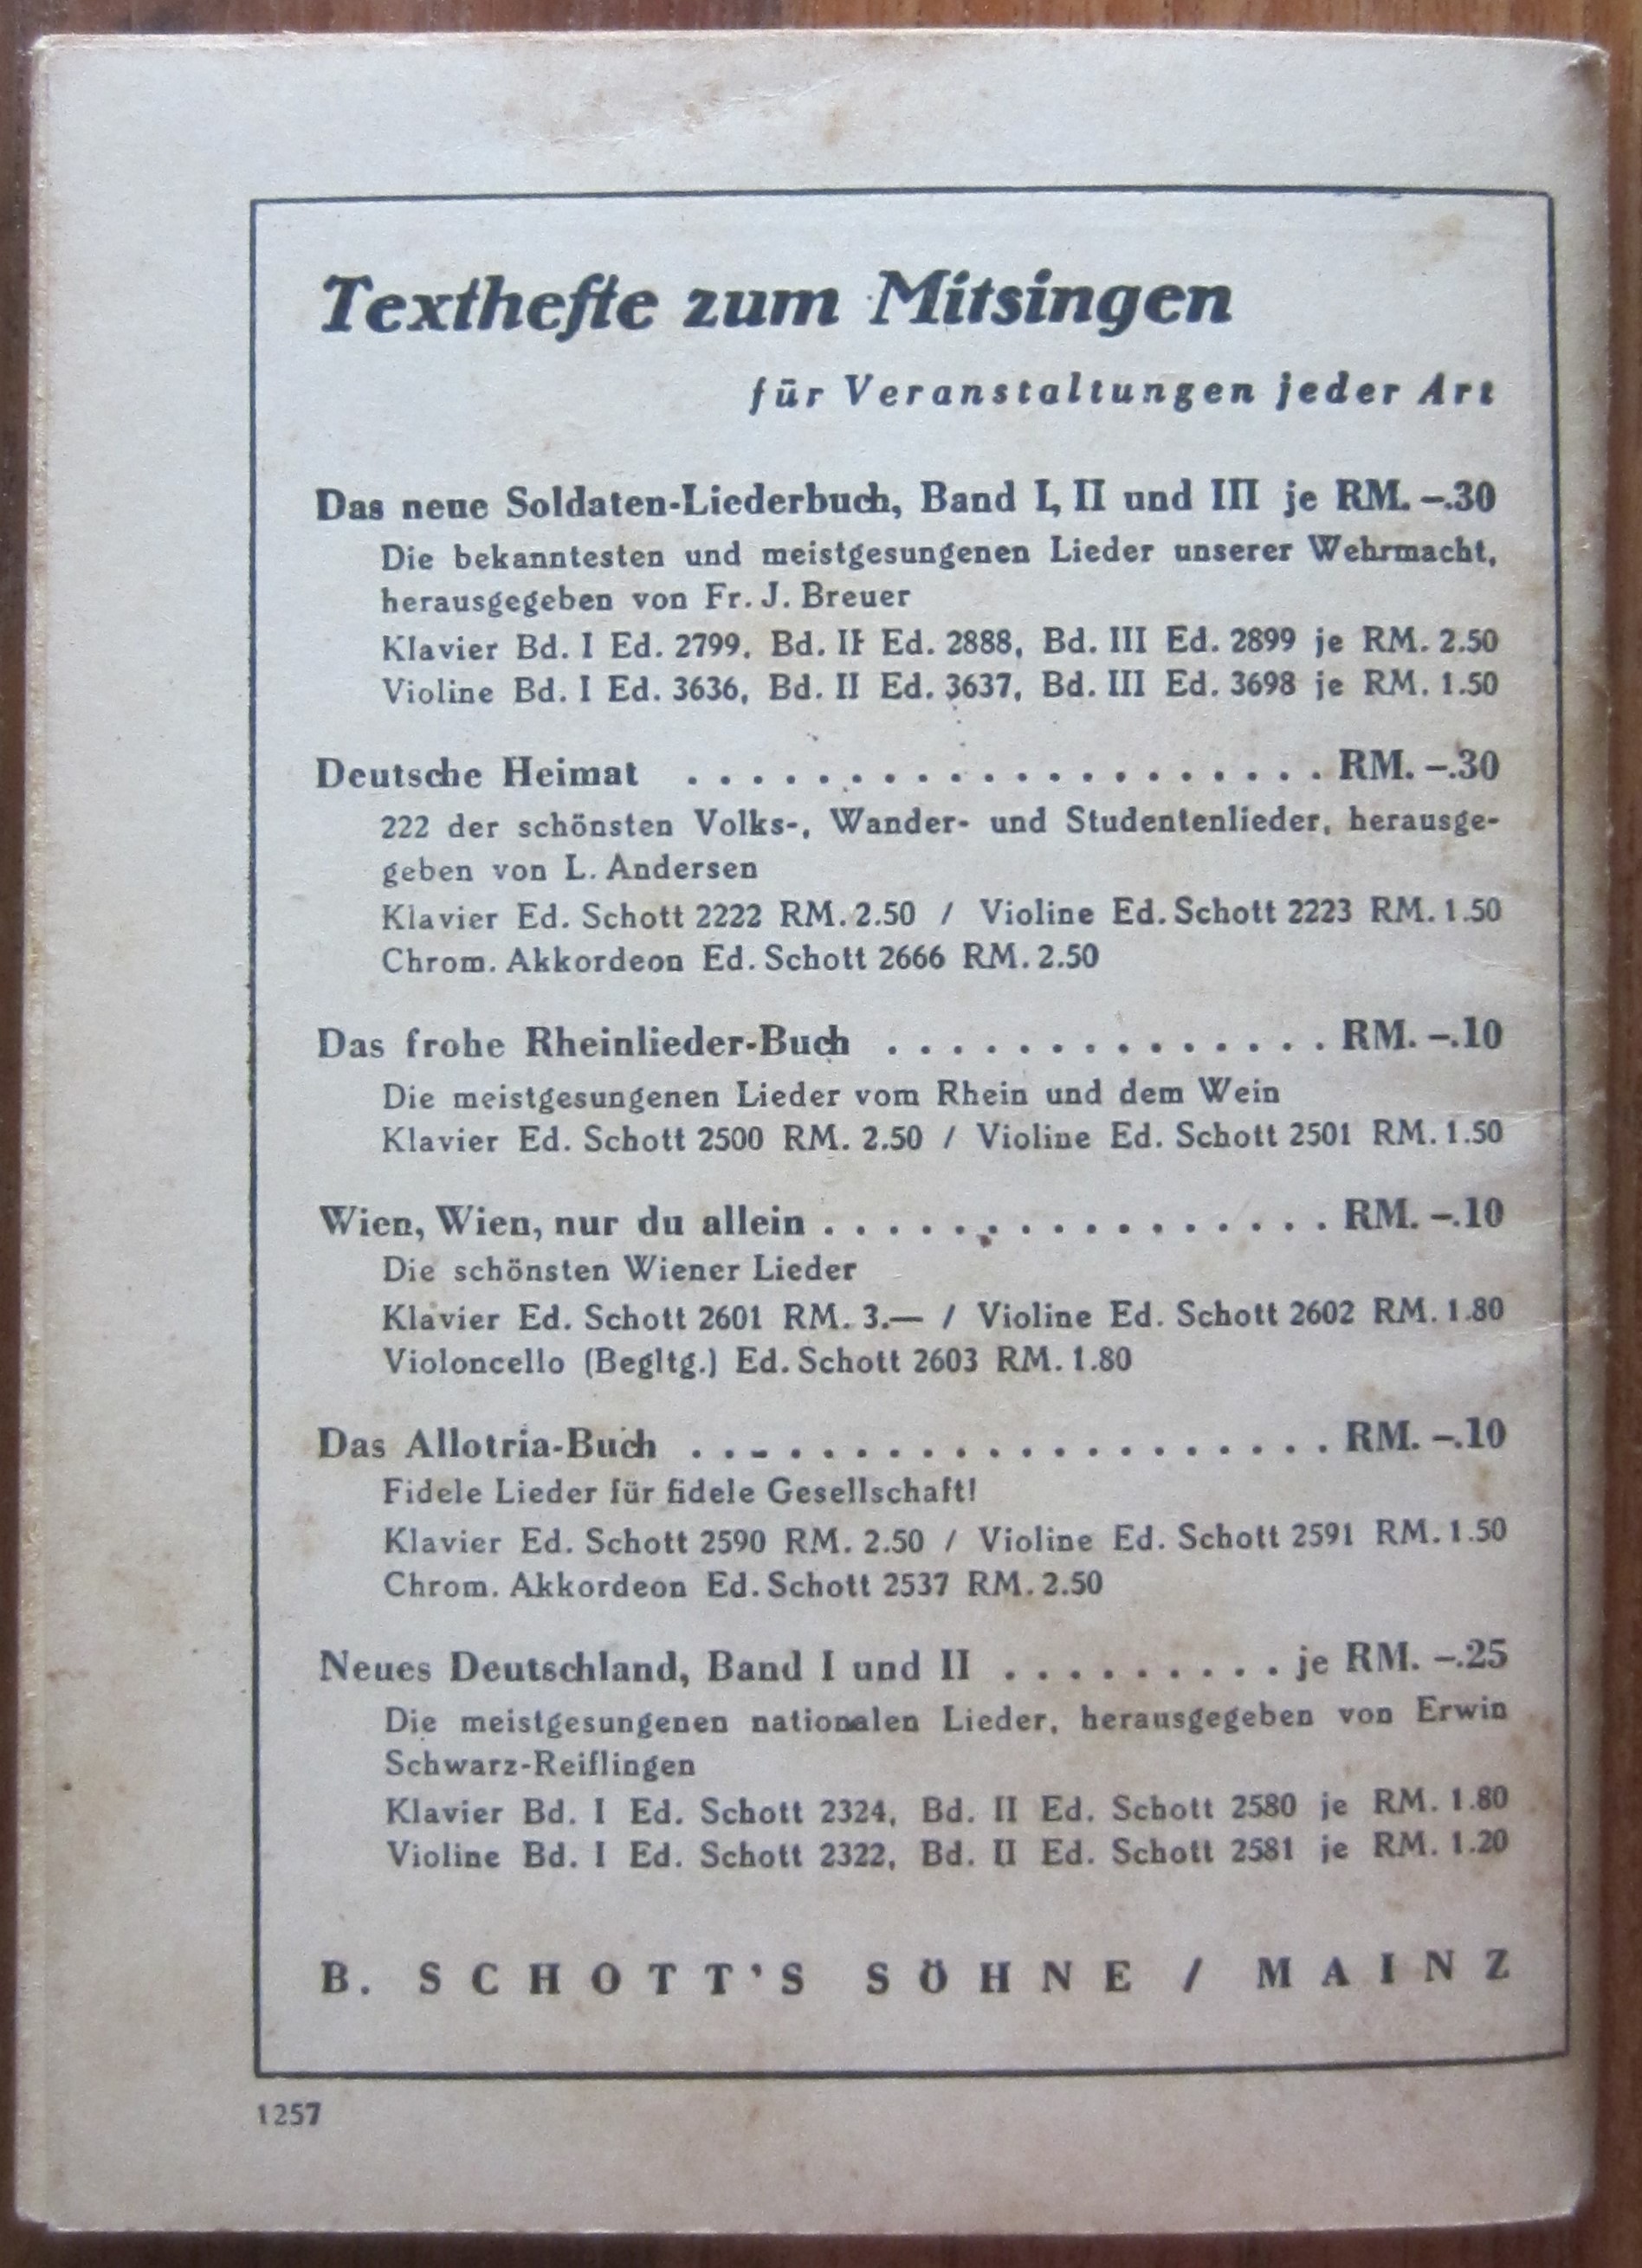 Texthefte zum Mitsingen
für Veranstaltungen jeder Art
Das neue Soldaten-Liederbuch, Band I, II und III je RM. –.30
Die bekanntesten und meistgesungenen Lieder unserer Wehrmacht,
herausgegeben von Fr. J. Breuer
Klavier Bd. I Ed. 2799, Bd. II Ed. 2888, Bd. III Ed. 2899 je RM. 2.50
Violine Bd. I Ed. 3636, Bd. II Ed. 3637, Bd. III Ed. 3698 je RM. 1.50
Deutsche Heimat . . . . . . . . . . . . . . . . . . . . RM. –.30
222 der schönsten Volks-, Wander- und Studentenlieder, herausge-
geben von L. Andersen
Klavier Ed. Schott 2222 RM. 2.50 / Violine Ed. Schott 2223 RM. 1.50
Chrom. Akkordeon Ed. Schott 2666 RM. 2.50
Das frohe Rheinlieder-Buch . . . . . . . . . . . . . . RM. –.10
Die meistgesungenen Lieder vom Rhein und dem Wein
Klavier Ed. Schott 2500 RM. 2.50 / Violine Ed. Schott 2501 RM. 1.50
Wien, Wien, nur du allein . . . . . . . . . . . . . . . . RM. –.10
Die schönsten Wiener Lieder
Klavier Ed. Schott 2601 RM. 3.— / Violine Ed. Schott 2602 RM. 1.80
Violoncello (Begltg.) Ed. Schott 2603 RM. 1.80
Das Allotria-Buch . . . . . . . . . . . . . . . . . . . . RM. –.10
Fidele Lieder für fidele Gesellschaft!
Klavier Ed. Schott 2590 RM. 2.50 / Violine Ed. Schott 2591 RM. 1.50
Chrom. Akkordeon Ed. Schott 2537 RM. 2.50
Neues Deutschland, Band I und II . . . . . . . . . je RM. –.25
Die meistgesungenen nationalen Lieder, herausgegeben von Erwin
Schwarz-Reiflingen
Klavier Bd. I Ed. Schott 2324, Bd. II Ed. Schott 2580 je RM. 1.80
Violine Bd. I Ed. Schott 2322, Bd. II Ed. Schott 2581 je RM. 1.20
B. SCHOTT'S SÖHNE / MAINZ
1257